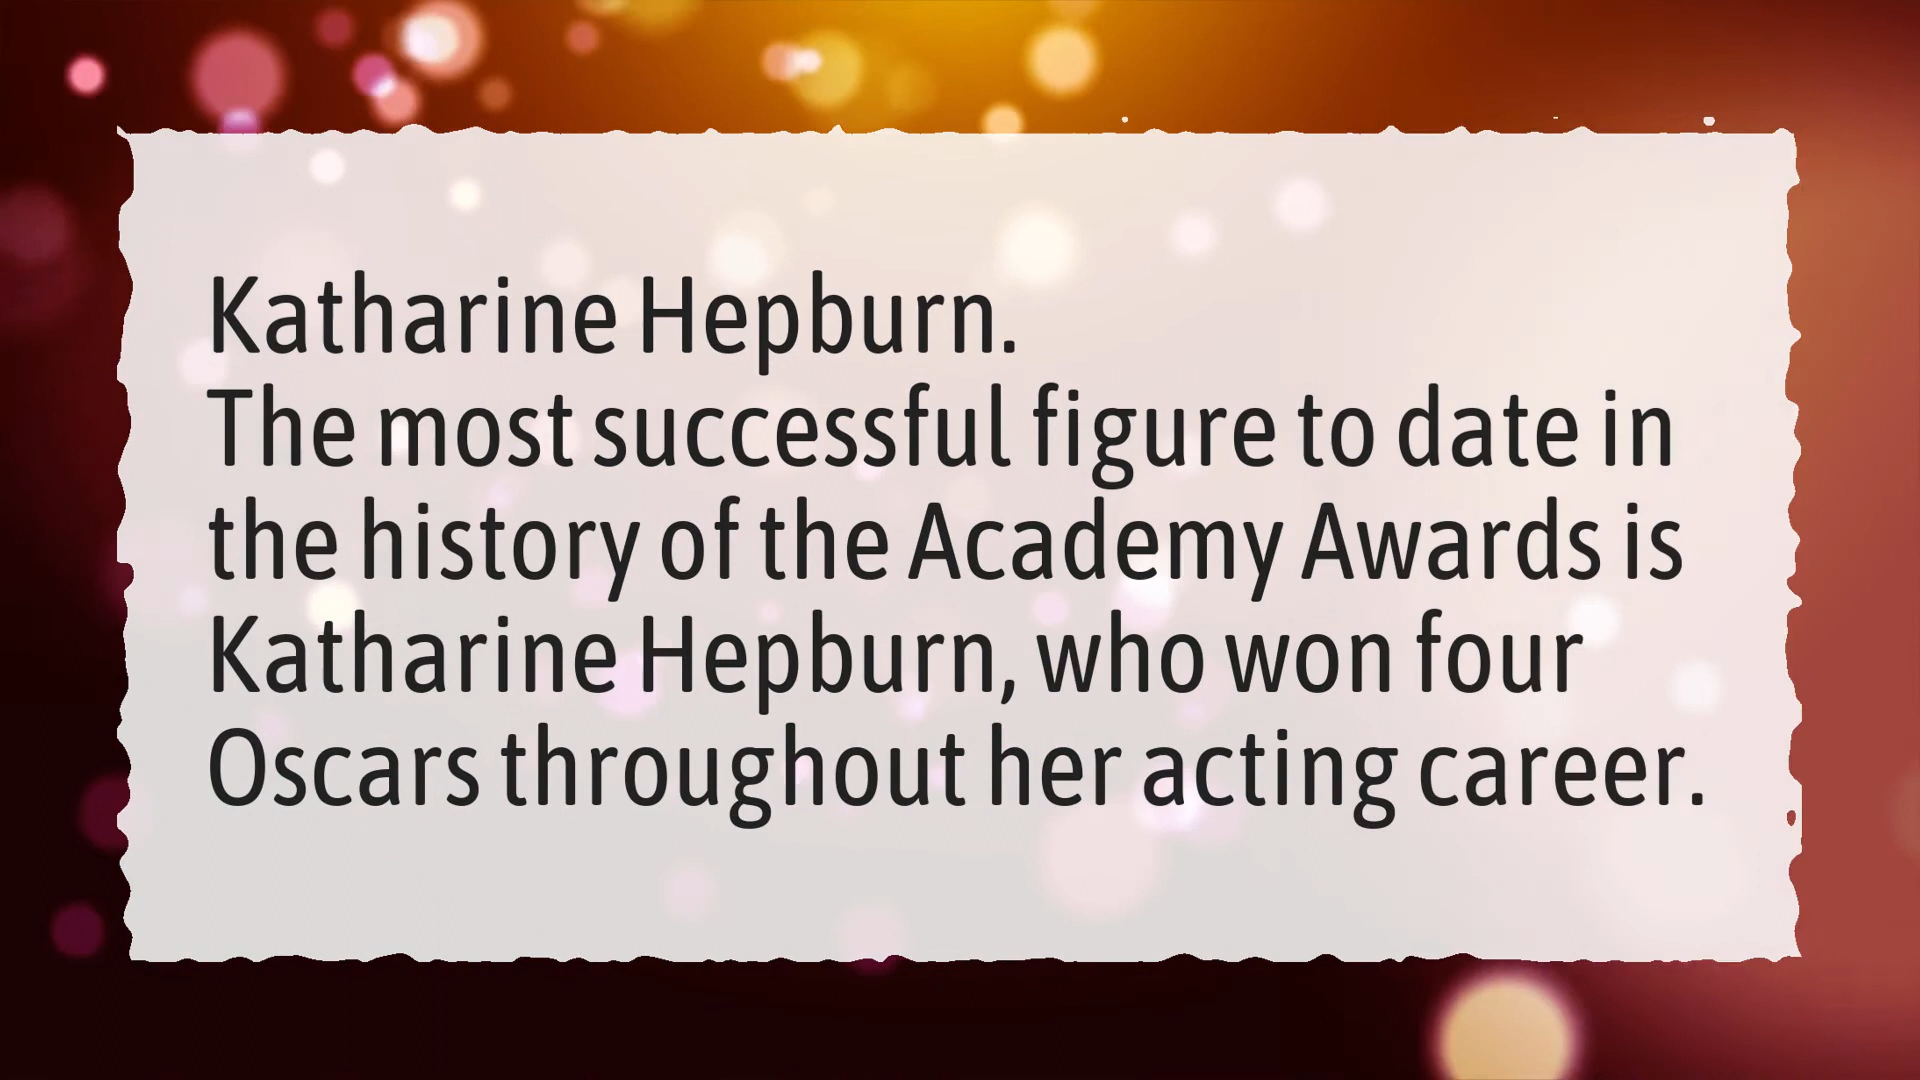 Katharine Hepburn.
The most successful figure to date in
the history of the Academy Awards is
Katharine Hepburn, who won four
Oscars throughout her acting career.